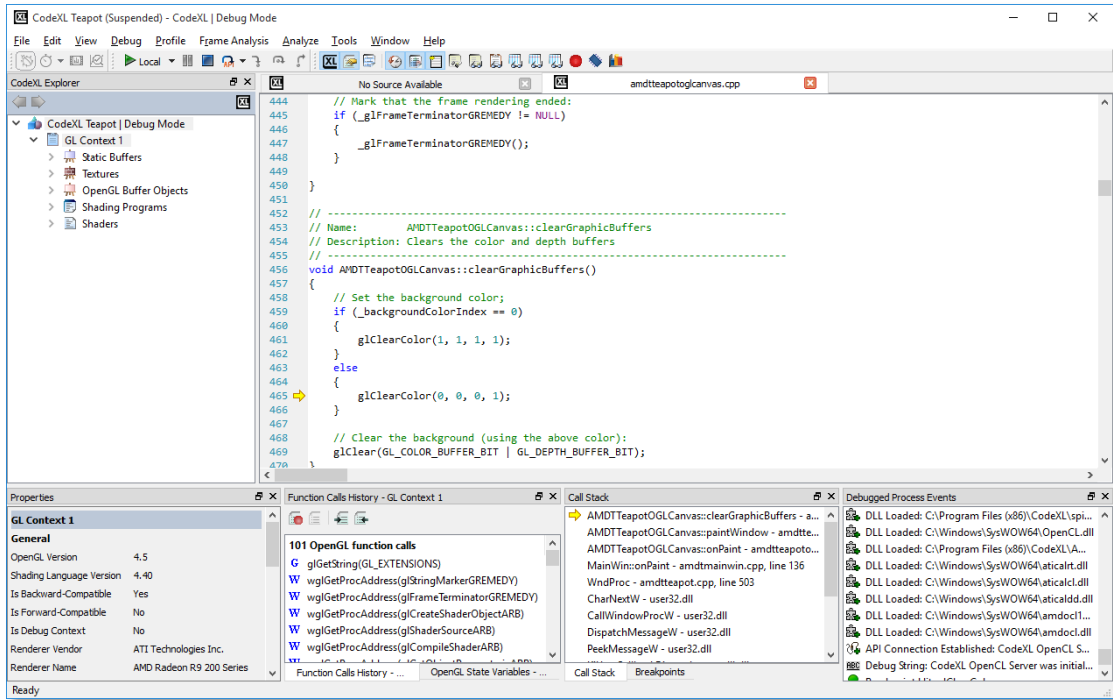 CodeXL Teapot (Suspended) - CodeXL | Debug Mode
File Edit View Debug Profile Frame Analysis Analyze Tools Window Help
Local
CodeXL Explorer
CodeXL Teapot | Debug Mode
GL Context 1
Static Buffers
Textures
OpenGL Buffer Objects
Shading Programs
Shaders
No Source Available
amdtteapotoglcanvas.cpp
444 // Mark that the frame rendering ended:
445 if (_glFrameTerminatorGREMEDY != NULL)
446 {
447 _glFrameTerminatorGREMEDY();
448 }
449
450 }
451
452 // ---------------------------------------------------------------------------
453 // Name: AMDTTeapotOGLCanvas::clearGraphicBuffers
454 // Description: Clears the color and depth buffers
455 // ---------------------------------------------------------------------------
456 void AMDTTeapotOGLCanvas::clearGraphicBuffers()
457 {
458 // Set the background color;
459 if (_backgroundColorIndex == 0)
460 {
461 glClearColor(1, 1, 1, 1);
462 }
463 else
464 {
465 glClearColor(0, 0, 0, 1);
466 }
467
468 // Clear the background (using the above color):
469 glClear(GL_COLOR_BUFFER_BIT | GL_DEPTH_BUFFER_BIT);
470 }
Properties
GL Context 1
General
OpenGL Version 4.5
Shading Language Version 4.40
Is Backward-Compatible Yes
Is Forward-Compatible No
Is Debug Context No
Renderer Vendor ATI Technologies Inc.
Renderer Name AMD Radeon R9 200 Series
Function Calls History - GL Context 1
101 OpenGL function calls
G glGetString(GL_EXTENSIONS)
W wglGetProcAddress(glStringMarkerGREMEDY)
W wglGetProcAddress(glFrameTerminatorGREMEDY)
W wglGetProcAddress(glCreateShaderObjectARB)
W wglGetProcAddress(glShaderSourceARB)
W wglGetProcAddress(glCompileShaderARB)
Function Calls History - ...
OpenGL State Variables - ...
Call Stack
AMDTTeapotOGLCanvas::clearGraphicBuffers - a...
AMDTTeapotOGLCanvas::paintWindow - amdtte...
AMDTTeapotOGLCanvas::onPaint - amdtteapoto...
MainWin::onPaint - amdtmainwin.cpp, line 136
WndProc - amdtteapot.cpp, line 503
CharNextW - user32.dll
CallWindowProcW - user32.dll
DispatchMessageW - user32.dll
PeekMessageW - user32.dll
Call Stack
Breakpoints
Debugged Process Events
DLL Loaded: C:\Program Files (x86)\CodeXL\spi...
DLL Loaded: C:\Windows\SysWOW64\OpenCL.dll
DLL Loaded: C:\Program Files (x86)\CodeXL\A...
DLL Loaded: C:\Windows\SysWOW64\aticalrt.dll
DLL Loaded: C:\Windows\SysWOW64\aticalcl.dll
DLL Loaded: C:\Windows\SysWOW64\aticaldd.dll
DLL Loaded: C:\Windows\SysWOW64\amdocl1...
DLL Loaded: C:\Windows\SysWOW64\amdocl.dll
API Connection Established: CodeXL OpenCL S...
Debug String: CodeXL OpenCL Server was initial...
Ready